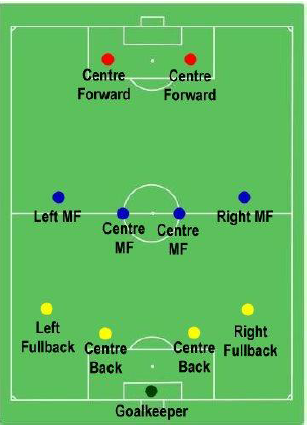 Centre
Forward
Centre
Forward
Left MF
Centre
MF
Centre
MF
Right MF
Left
Fullback
Centre
Back
Centre
Back
Right
Fullback
Goalkeeper